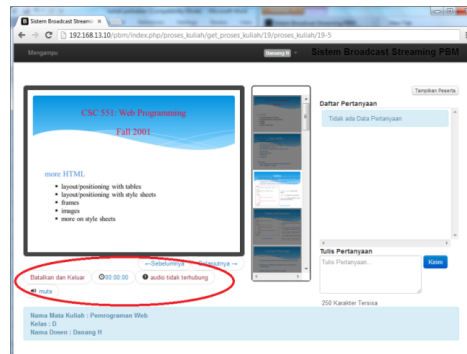 Sistem Broadcast Streami
192.168.13.10/pbm/index.php/proses_kuliah/get_proses_kuliah/19/proses_kuliah/19-5
Mengampu
Danang H
Sistem Broadcast Streaming PBM
Tampilkan Peserta
CSC 551: Web Programming
Fall 2001
more HTML
• layout/positioning with tables
• layout/positioning with style sheets
• frames
• images
• more on style sheets
Daftar Pertanyaan
Tidak ada Data Pertanyaan
←Sebelumnya
Selanjutnya →
Batalkan dan Keluar
00:00:00
audio tidak terhubung
mute
Tulis Pertanyaan
Tulis Pertanyaan...
Kirim
250 Karakter Tersisa
Nama Mata Kuliah : Pemrograman Web
Kelas : D
Nama Dosen : Danang H